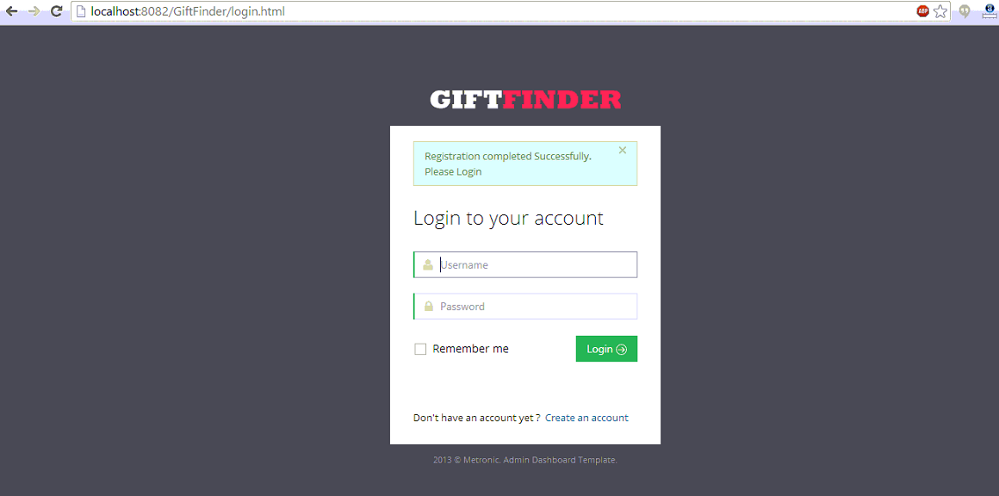 localhost:8082/GiftFinder/login.html
ABP
GIFTFINDER
Registration completed Successfully.
Please Login
Login to your account
Username
Password
Remember me
Login
Don't have an account yet ? Create an account
2013 © Metronic. Admin Dashboard Template.